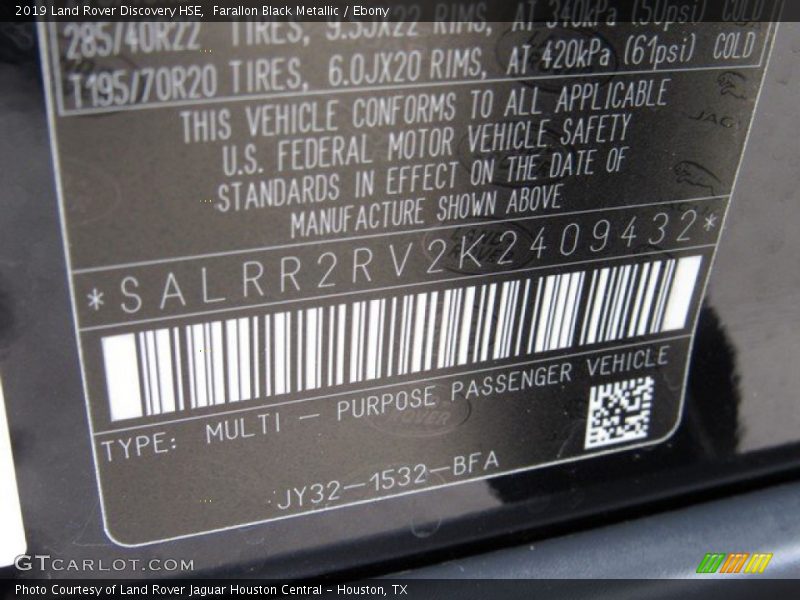 2019 Land Rover Discovery HSE,  Farallon Black Metallic / Ebony
285/40R22 TIRES, 9.5JX22 RIMS, AT 340kPa (50psi) COLD
T195/70R20 TIRES, 6.0JX20 RIMS, AT 420kPa (61psi) COLD
THIS VEHICLE CONFORMS TO ALL APPLICABLE
U.S. FEDERAL MOTOR VEHICLE SAFETY
STANDARDS IN EFFECT ON THE DATE OF
MANUFACTURE SHOWN ABOVE
*SALRR2RV2K2409432*
TYPE: MULTI - PURPOSE PASSENGER VEHICLE
JY32-1532-BFA
GTCARLOT.COM
Photo Courtesy of Land Rover Jaguar Houston Central - Houston, TX